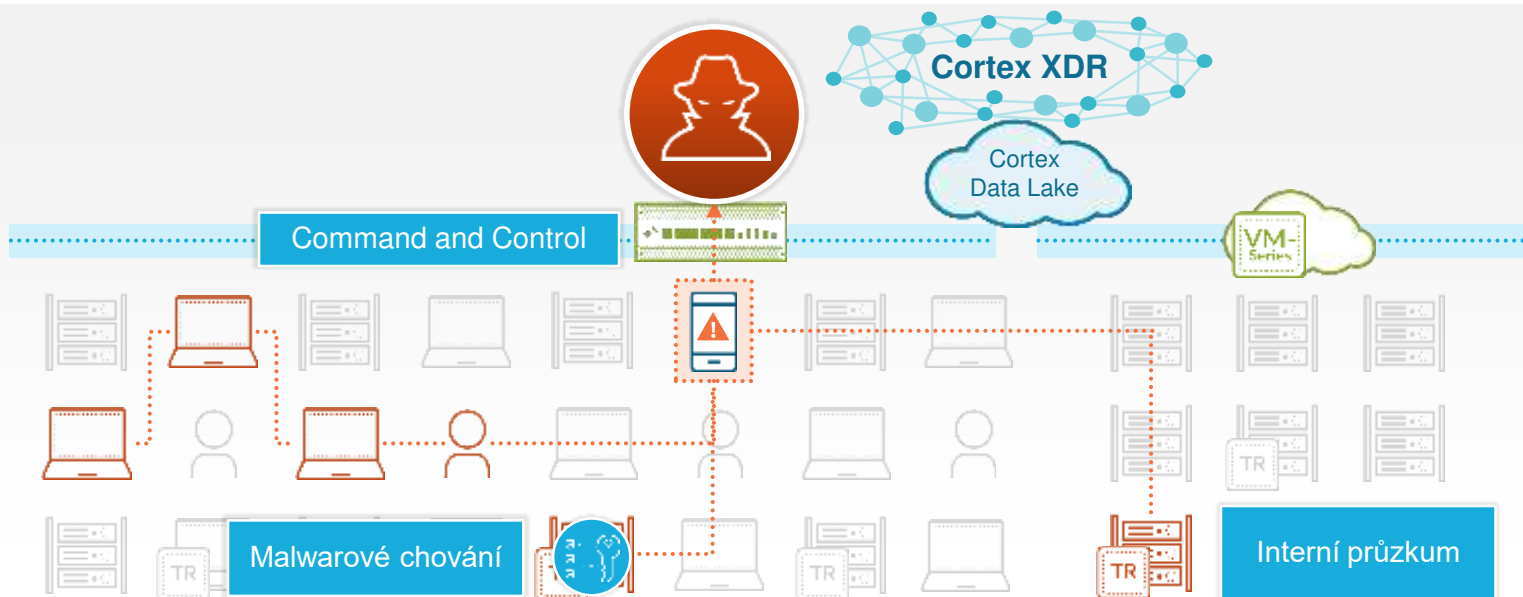 Cortex XDR
Cortex
Data Lake
Command and Control
VM-
Series
TR
TR
Malwarové chování
TR
TR
Interní průzkum